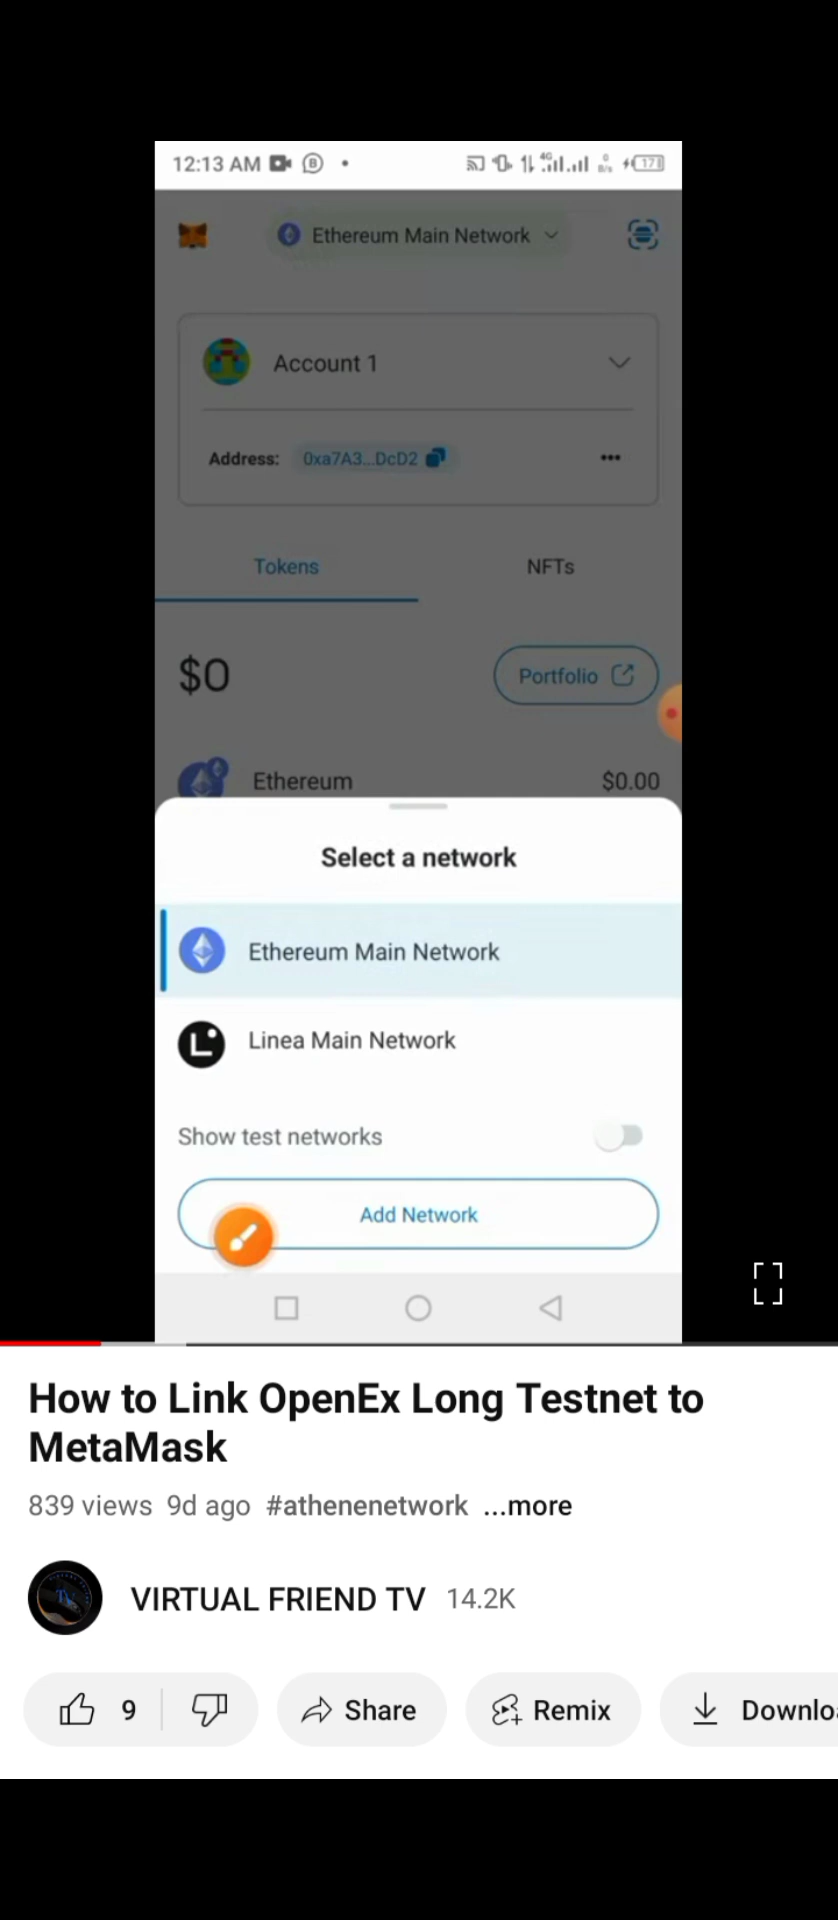 12:13 AM
4G
17
Ethereum Main Network
Account 1
Address: 0xa7A3...DcD2
Tokens NFTs
$0 Portfolio
Ethereum $0.00
Select a network
Ethereum Main Network
Linea Main Network
Show test networks
Add Network
How to Link OpenEx Long Testnet to
MetaMask
839 views 9d ago #athenenetwork ...more
VIRTUAL FRIEND TV 14.2K
9 Share Remix Downlo